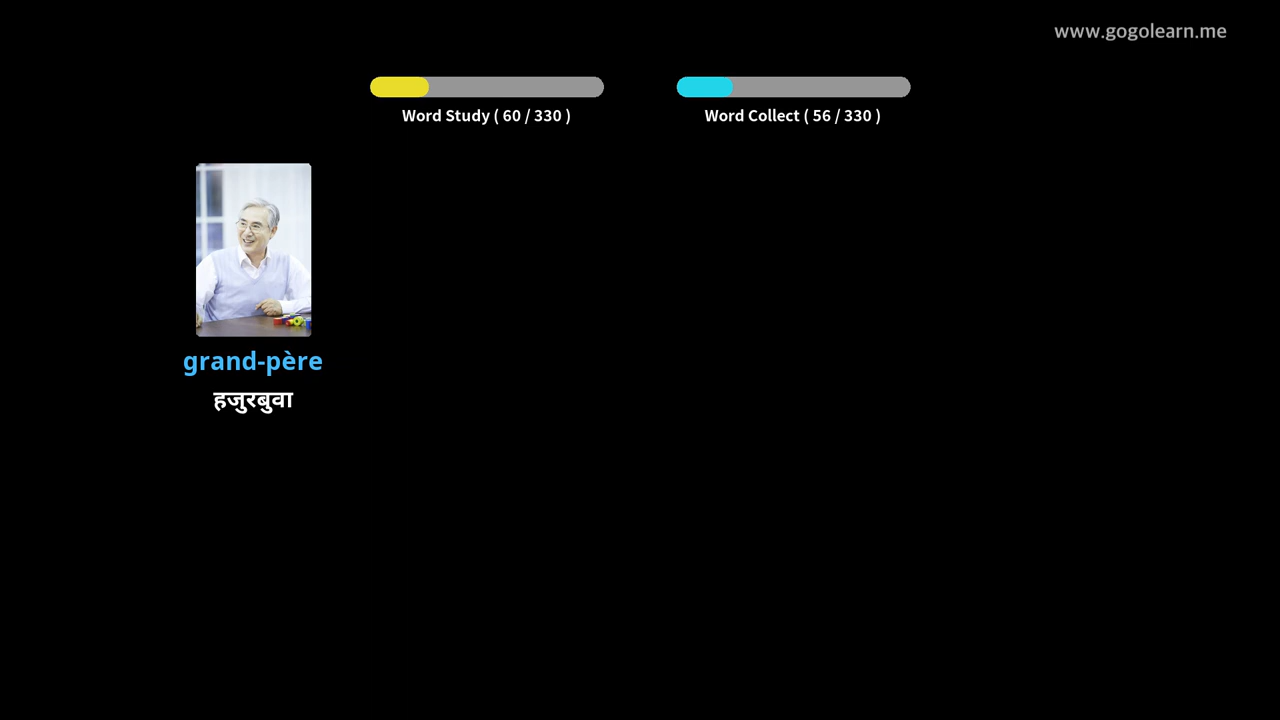 www.gogolearn.me
Word Study ( 60 / 330 )
Word Collect ( 56 / 330 )
grand-père
हजुरबुवा